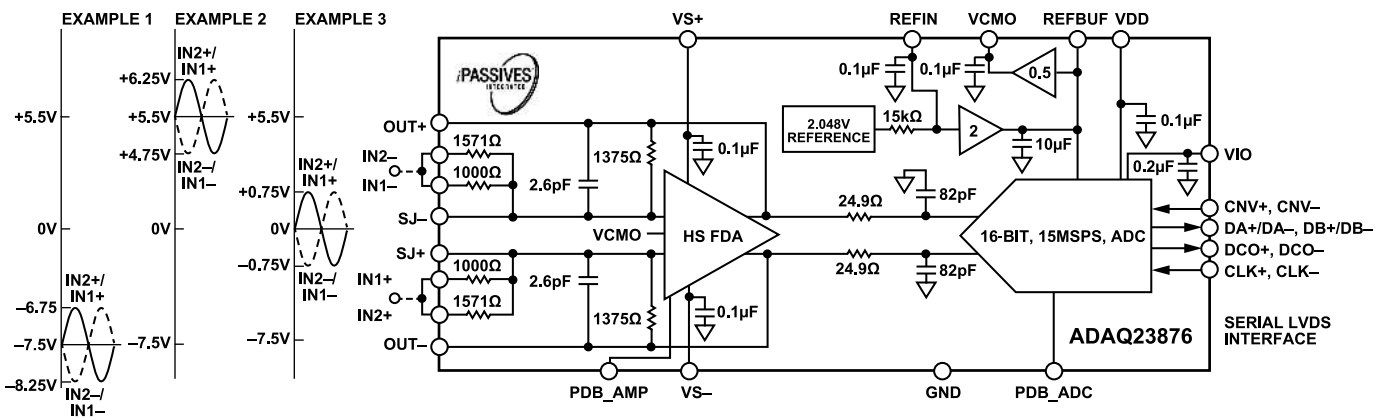 EXAMPLE 1
+5.5V
0V
IN2+/
IN1+
−6.75
−7.5V
−8.25V
IN2−/
IN1−
EXAMPLE 2
IN2+/
IN1+
+6.25V
+5.5V
+4.75V
IN2−/
IN1−
0V
−7.5V
EXAMPLE 3
+5.5V
IN2+/
IN1+
+0.75V
0V
−0.75V
IN2−/
IN1−
−7.5V
iPASSIVES
INTEGRATED
VS+
REFIN
VCMO
REFBUF
VDD
0.1µF
0.1µF
0.5
2.048V
REFERENCE
15kΩ
2
10µF
0.1µF
0.2µF
VIO
OUT+
IN2−
IN1−
SJ−
SJ+
IN1+
IN2+
OUT−
1571Ω
1000Ω
1000Ω
1571Ω
2.6pF
2.6pF
1375Ω
1375Ω
0.1µF
VCMO
HS FDA
0.1µF
24.9Ω
24.9Ω
82pF
82pF
16-BIT, 15MSPS, ADC
CNV+, CNV−
DA+/DA−, DB+/DB−
DCO+, DCO−
CLK+, CLK−
ADAQ23876
SERIAL LVDS
INTERFACE
PDB_AMP
VS−
GND
PDB_ADC